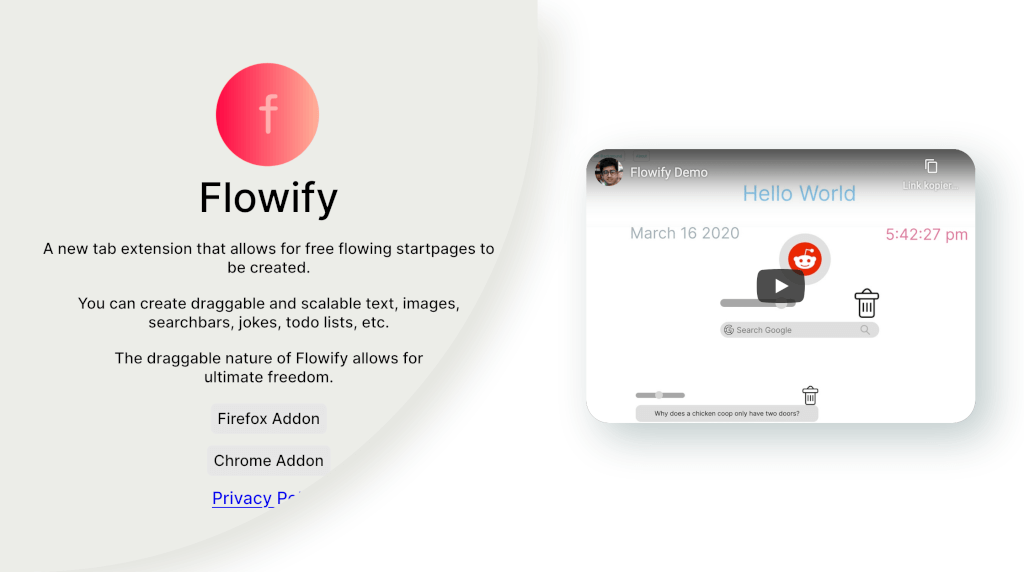 f
Flowify
A new tab extension that allows for free flowing startpages to
be created.
You can create draggable and scalable text, images,
searchbars, jokes, todo lists, etc.
The draggable nature of Flowify allows for
ultimate freedom.
Firefox Addon
Chrome Addon
Privacy
Flowify Demo
Link kopier...
Hello World
March 16 2020
5:42:27 pm
Search Google
Why does a chicken coop only have two doors?